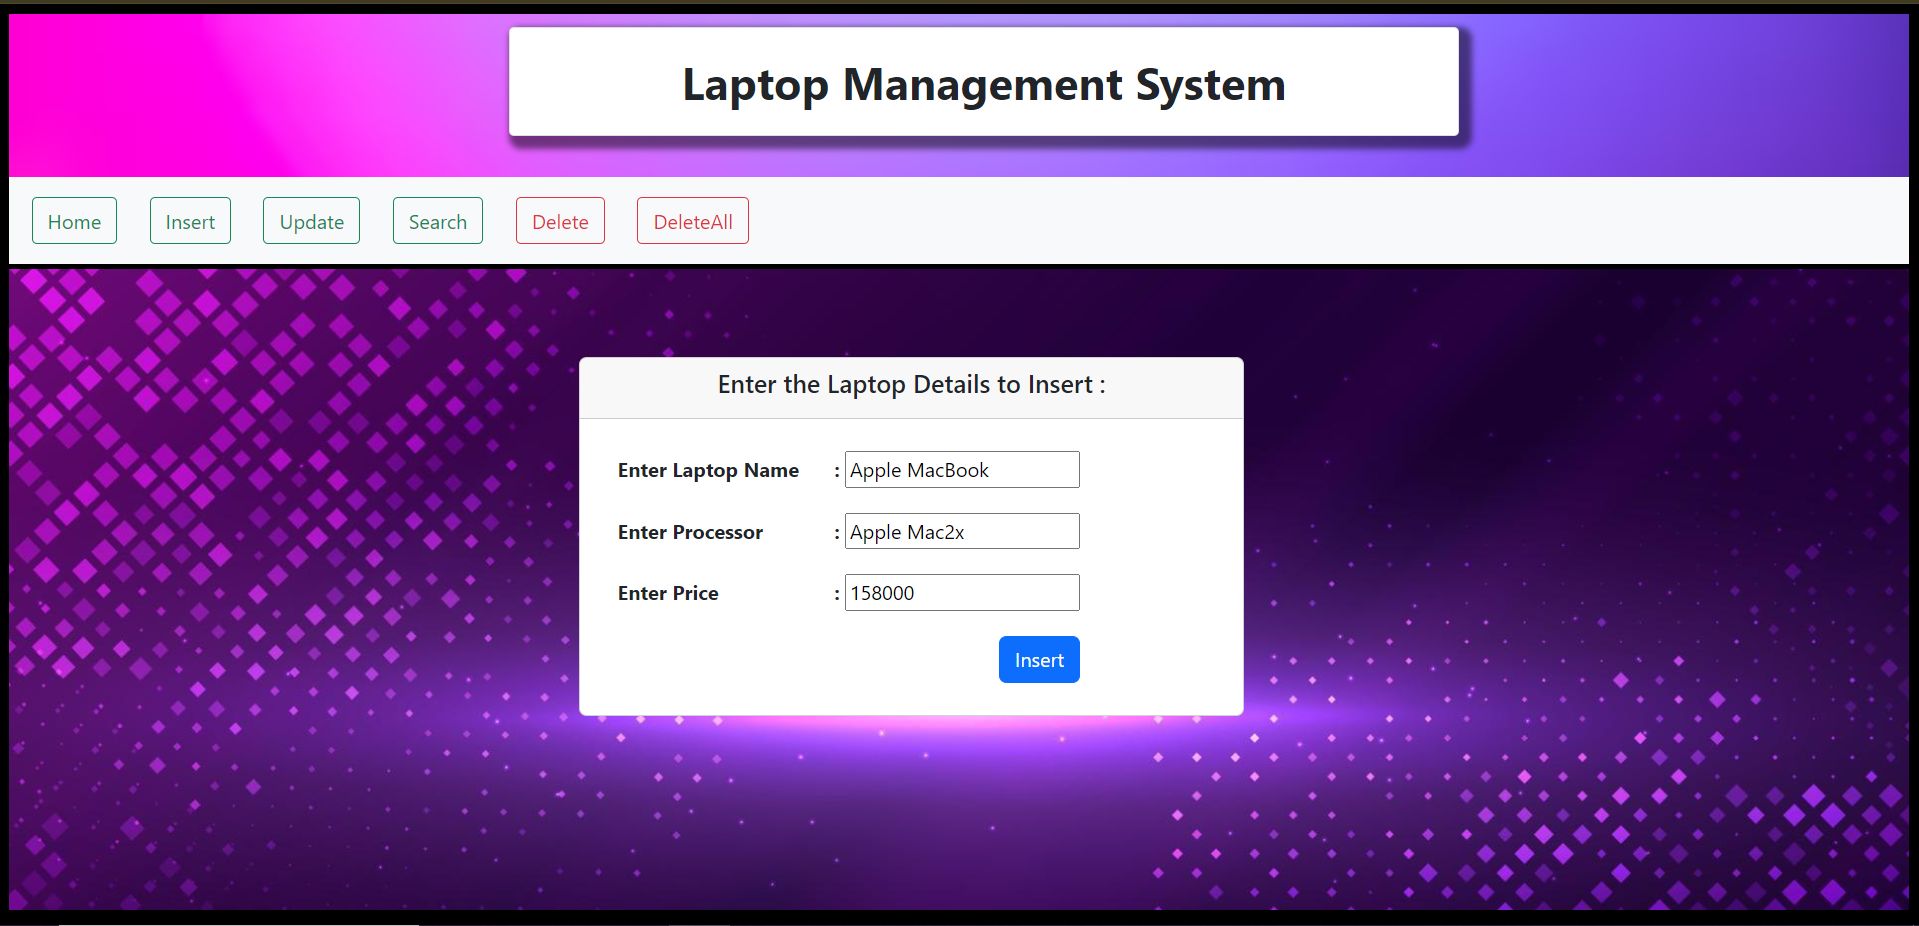 Laptop Management System
Home Insert Update Search Delete DeleteAll
Enter the Laptop Details to Insert :
Enter Laptop Name : Apple MacBook
Enter Processor : Apple Mac2x
Enter Price : 158000
Insert